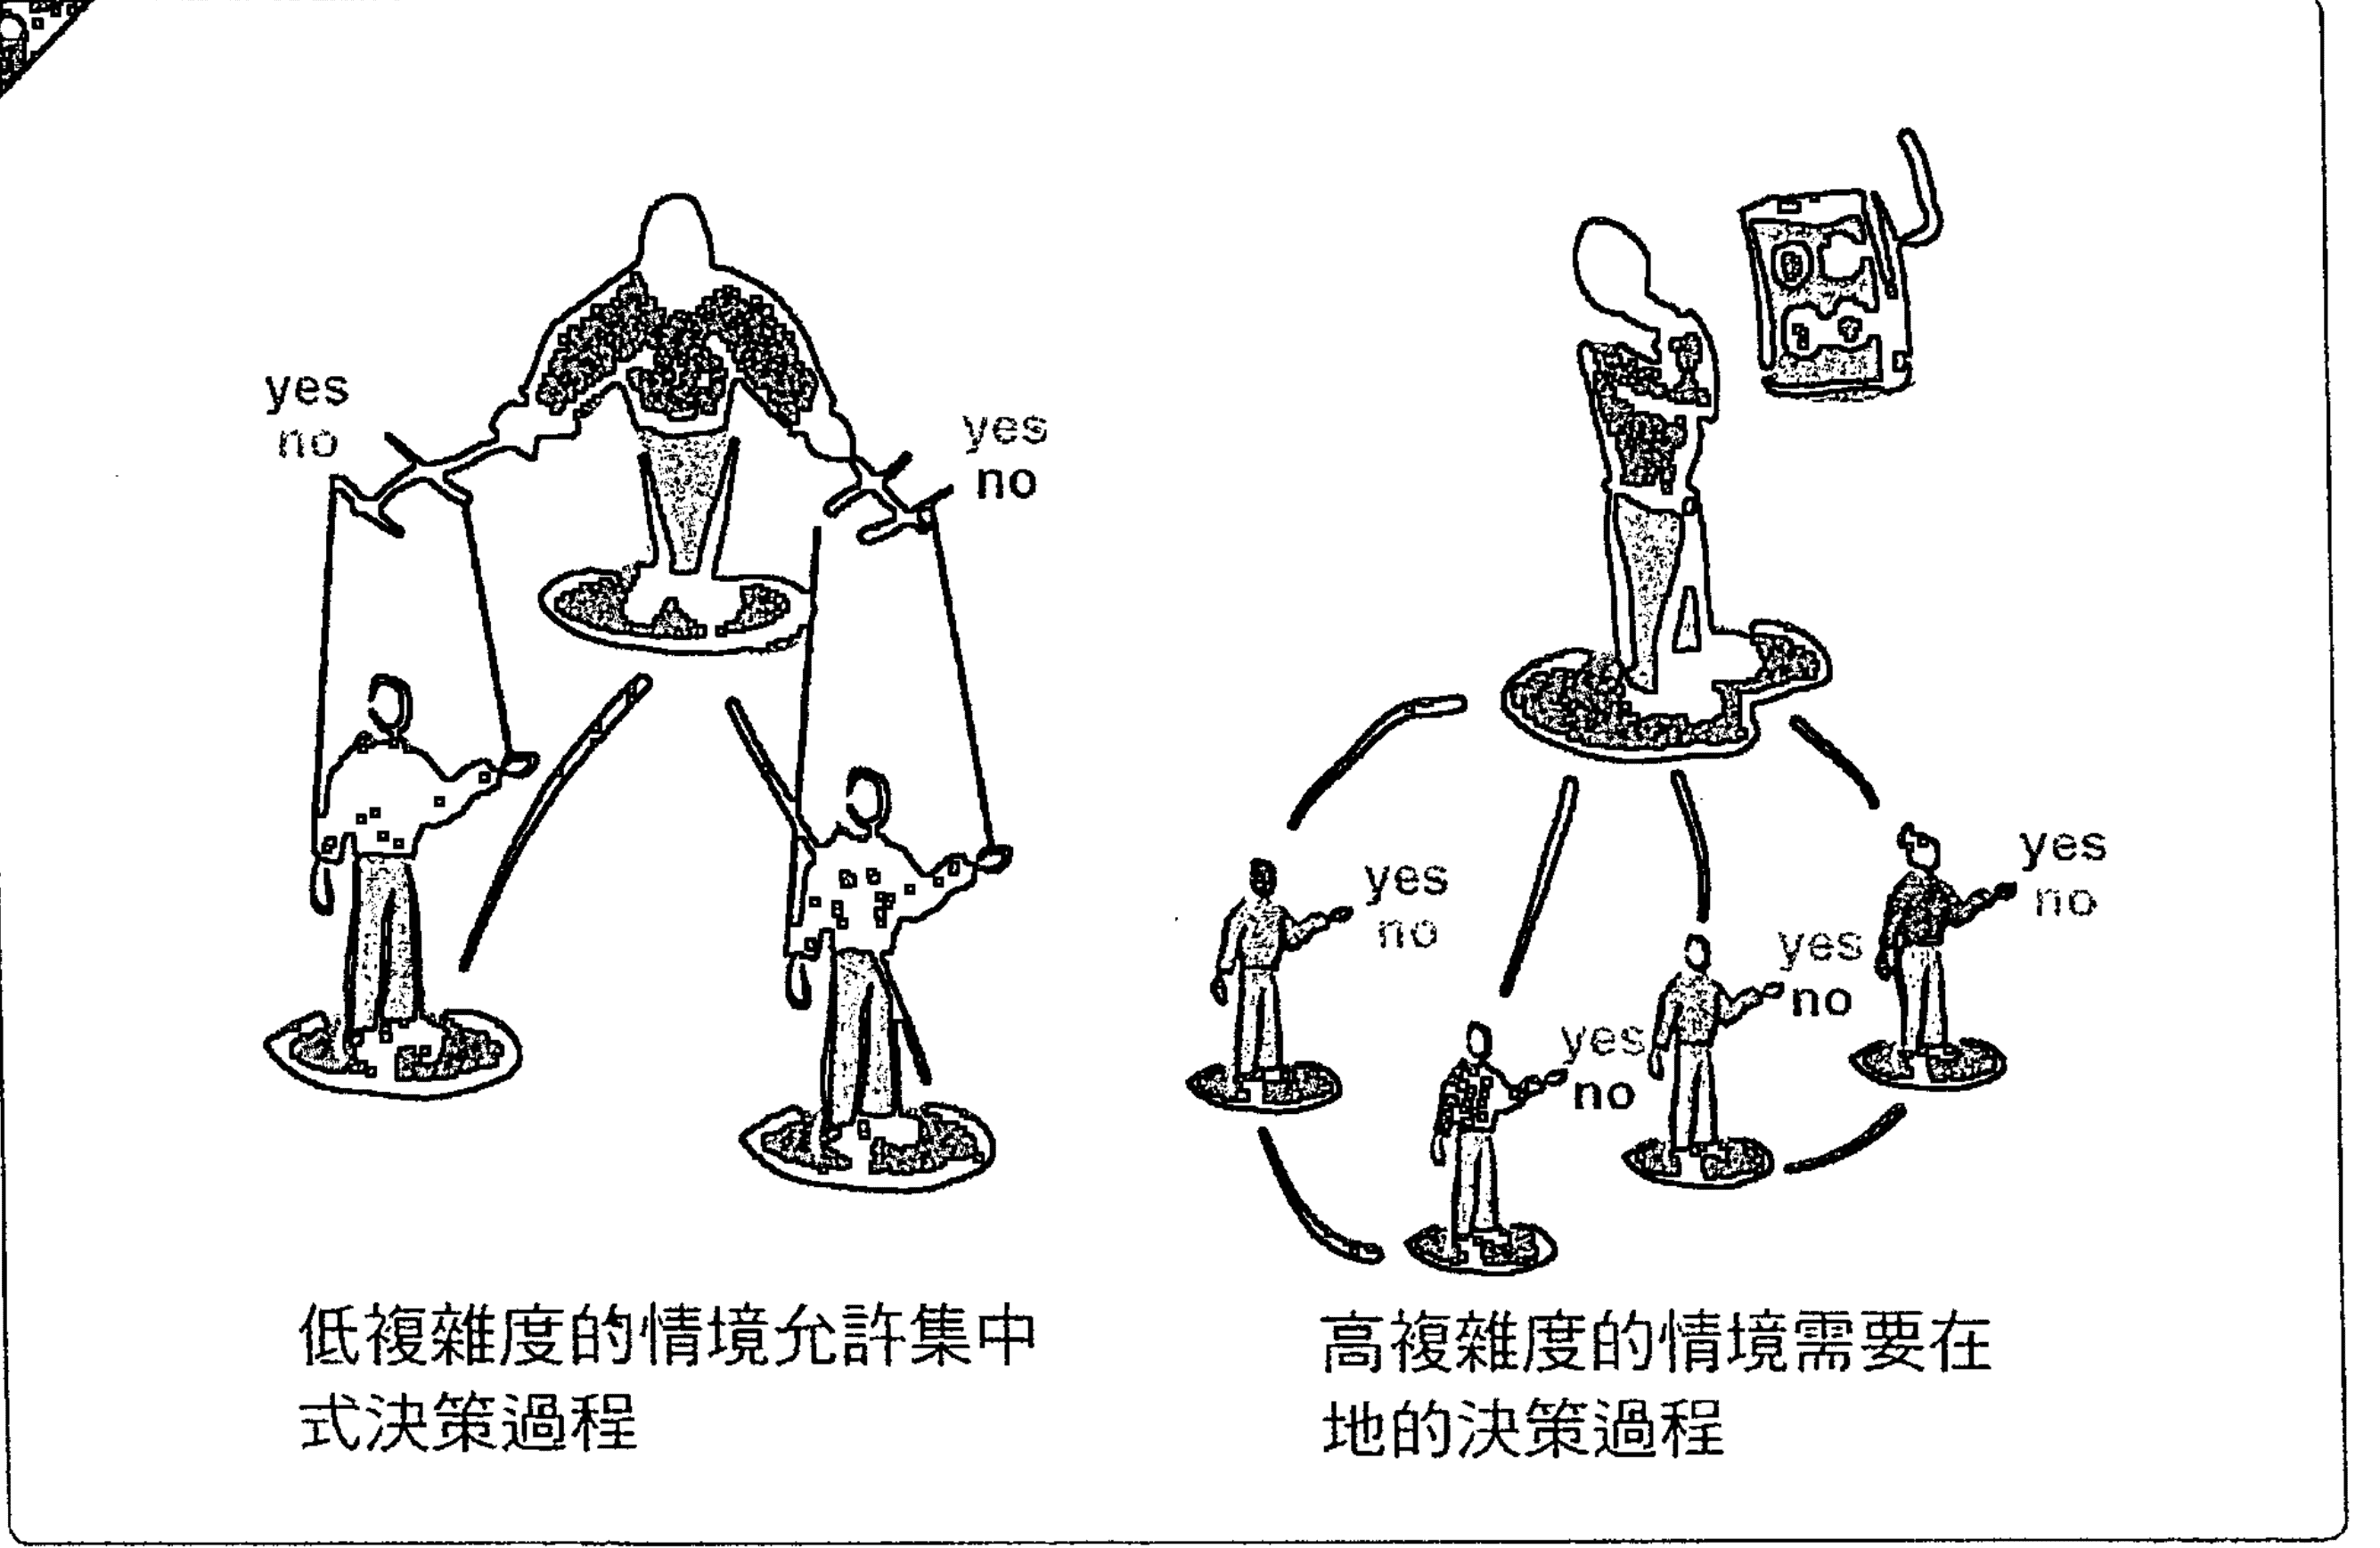 yes
no
yes
no
yes
no
yes
no
yes
no
yes
no
低複雜度的情境允許集中
式決策過程
高複雜度的情境需要在
地的決策過程